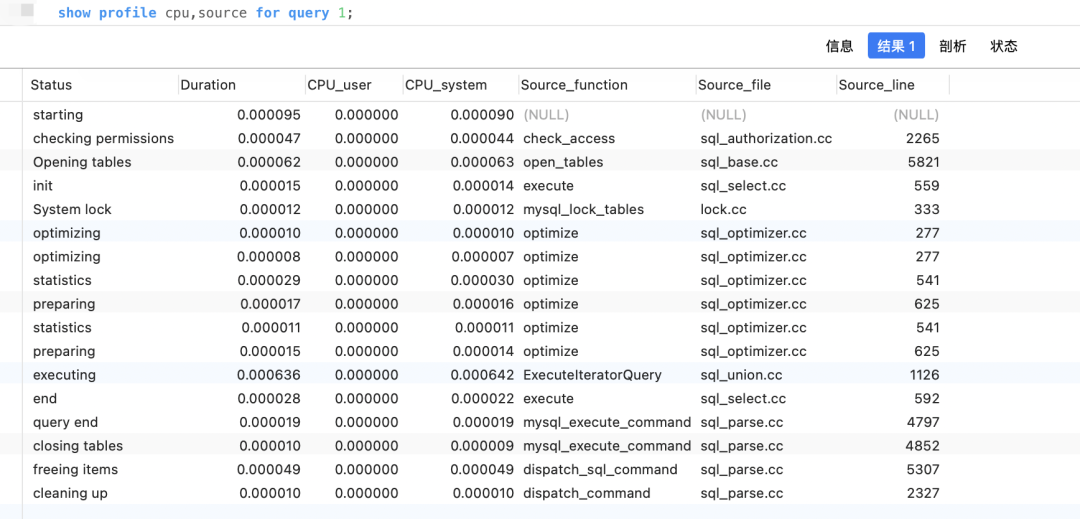 show profile cpu,source for query 1;
信息 结果 1 剖析 状态
Status Duration CPU_user CPU_system Source_function Source_file Source_line
starting 0.000095 0.000000 0.000090 (NULL) (NULL) (NULL)
checking permissions 0.000047 0.000000 0.000044 check_access sql_authorization.cc 2265
Opening tables 0.000062 0.000000 0.000063 open_tables sql_base.cc 5821
init 0.000015 0.000000 0.000014 execute sql_select.cc 559
System lock 0.000012 0.000000 0.000012 mysql_lock_tables lock.cc 333
optimizing 0.000010 0.000000 0.000010 optimize sql_optimizer.cc 277
optimizing 0.000008 0.000000 0.000007 optimize sql_optimizer.cc 277
statistics 0.000029 0.000000 0.000030 optimize sql_optimizer.cc 541
preparing 0.000017 0.000000 0.000016 optimize sql_optimizer.cc 625
statistics 0.000011 0.000000 0.000011 optimize sql_optimizer.cc 541
preparing 0.000015 0.000000 0.000014 optimize sql_optimizer.cc 625
executing 0.000636 0.000000 0.000642 ExecuteIteratorQuery sql_union.cc 1126
end 0.000028 0.000000 0.000022 execute sql_select.cc 592
query end 0.000019 0.000000 0.000019 mysql_execute_command sql_parse.cc 4797
closing tables 0.000010 0.000000 0.000009 mysql_execute_command sql_parse.cc 4852
freeing items 0.000049 0.000000 0.000049 dispatch_sql_command sql_parse.cc 5307
cleaning up 0.000010 0.000000 0.000010 dispatch_command sql_parse.cc 2327